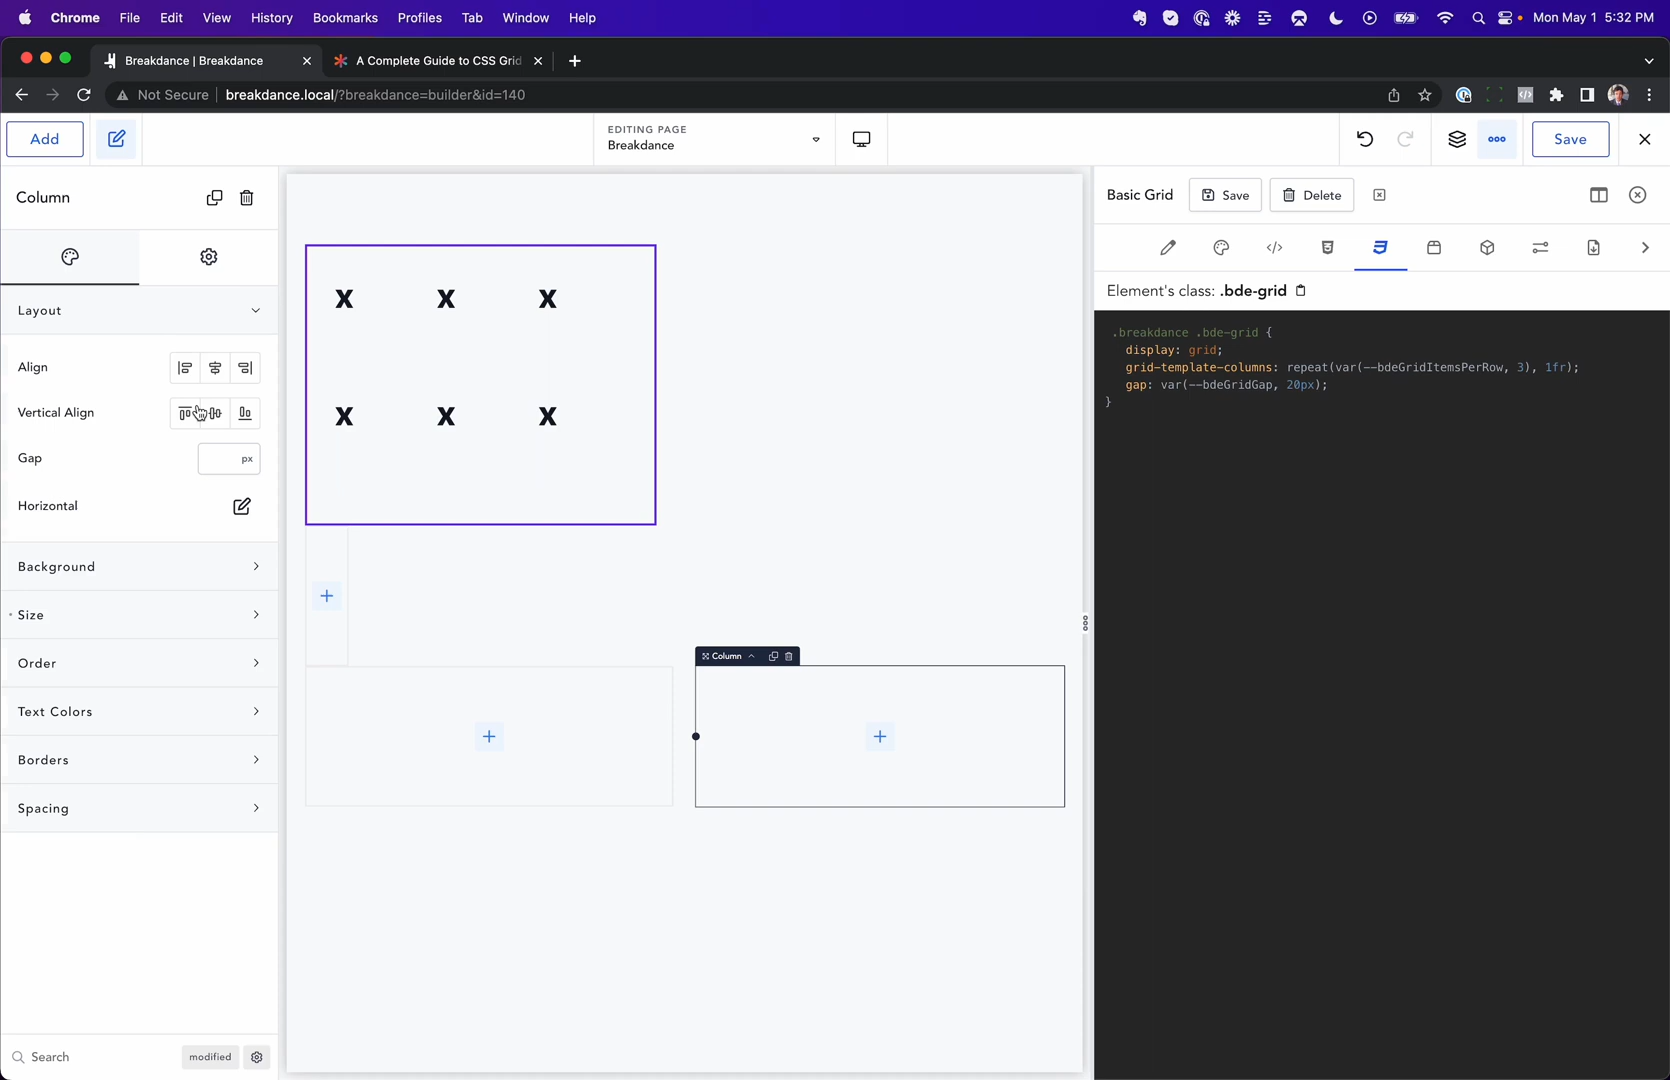 Chrome File Edit View History Bookmarks Profiles Tab Window Help Mon May 1 5:32 PM
Breakdance | Breakdance A Complete Guide to CSS Grid
Not Secure breakdance.local/?breakdance=builder&id=140
Add
EDITING PAGE
Breakdance
Save
Column
Layout
Align
Vertical Align
Gap px
Horizontal
Background
Size
Order
Text Colors
Borders
Spacing
Search modified
X X X
X X X
Column
Basic Grid Save Delete
Element's class: .bde-grid
.breakdance .bde-grid {
display: grid;
grid-template-columns: repeat(var(--bdeGridItemsPerRow, 3), 1fr);
gap: var(--bdeGridGap, 20px);
}